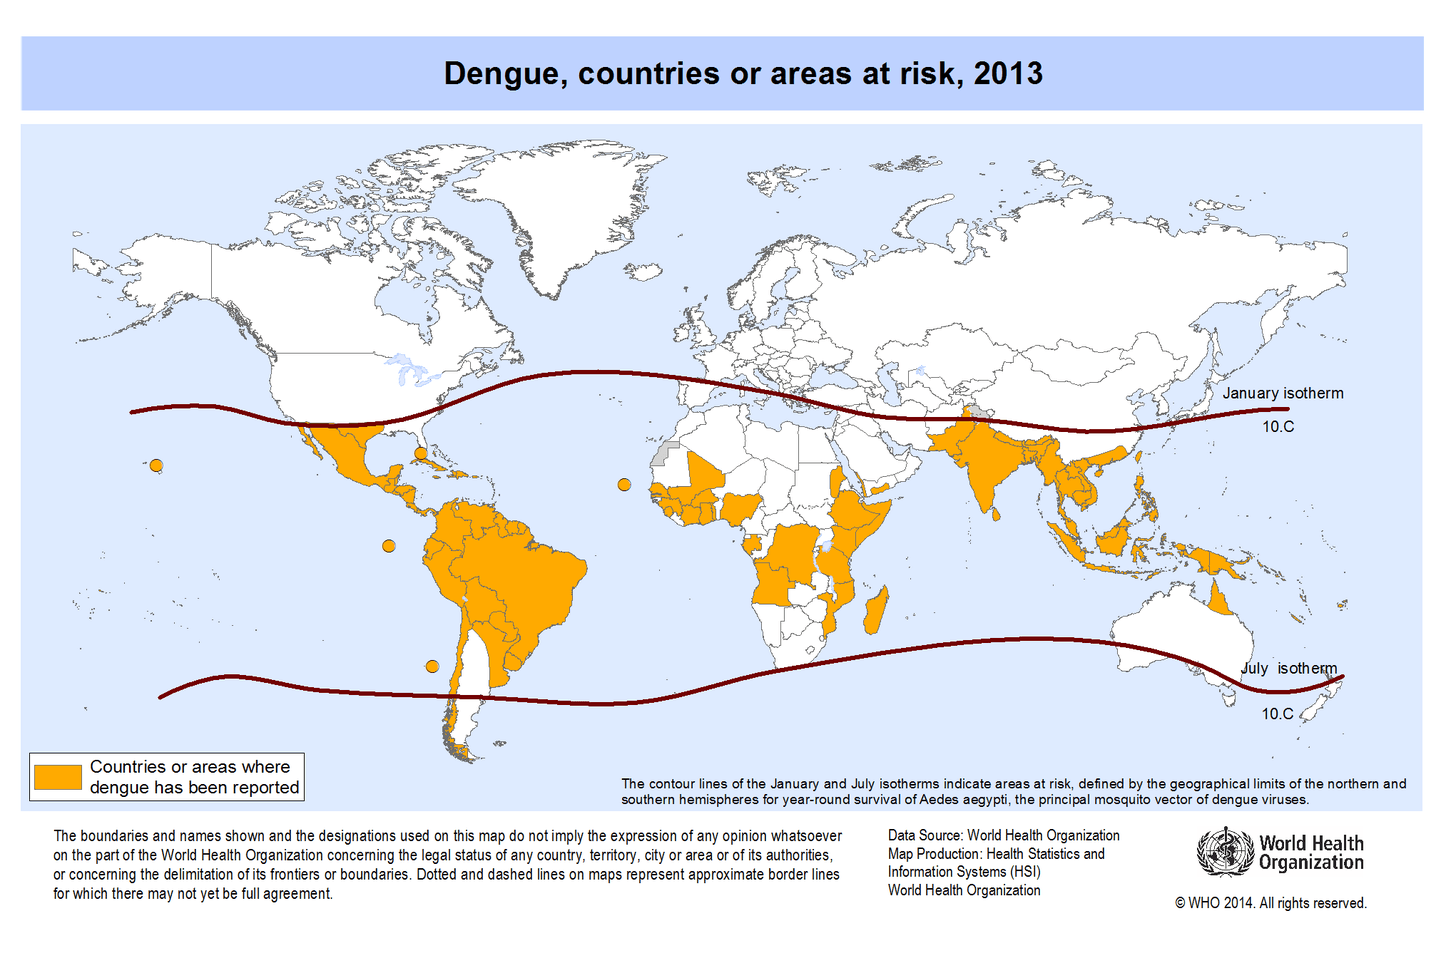 Dengue, countries or areas at risk, 2013
January isotherm
10.C
July isotherm
10.C
Countries or areas where
dengue has been reported
The contour lines of the January and July isotherms indicate areas at risk, defined by the geographical limits of the northern and
southern hemispheres for year-round survival of Aedes aegypti, the principal mosquito vector of dengue viruses.
The boundaries and names shown and the designations used on this map do not imply the expression of any opinion whatsoever
on the part of the World Health Organization concerning the legal status of any country, territory, city or area or of its authorities,
or concerning the delimitation of its frontiers or boundaries. Dotted and dashed lines on maps represent approximate border lines
for which there may not yet be full agreement.
Data Source: World Health Organization
Map Production: Health Statistics and
Information Systems (HSI)
World Health Organization
World Health
Organization
© WHO 2014. All rights reserved.